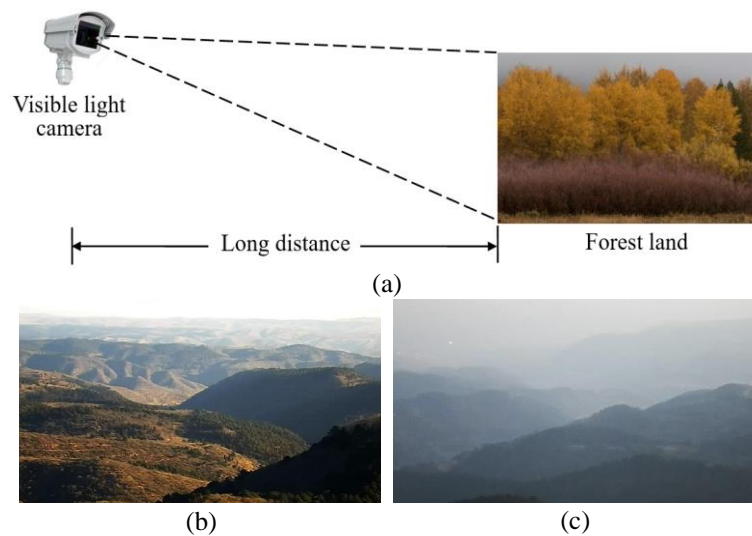 Visible light
camera
Long distance
Forest land
(a)
(b)
(c)